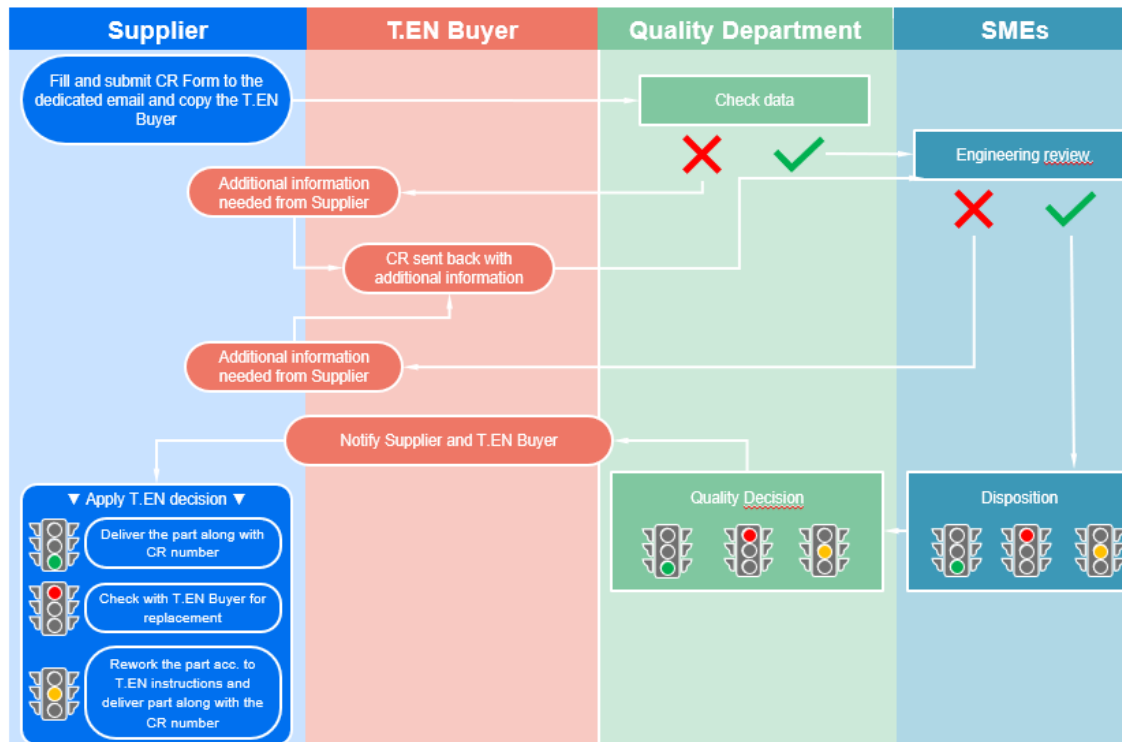 Supplier
T.EN Buyer
Quality Department
SMEs
Fill and submit CR Form to the
dedicated email and copy the T.EN
Buyer
Check data
Engineering review
Additional information
needed from Supplier
CR sent back with
additional information
Additional information
needed from Supplier
Notify Supplier and T.EN Buyer
▼ Apply T.EN decision ▼
Deliver the part along with
CR number
Check with T.EN Buyer for
replacement
Rework the part acc. to
T.EN instructions and
deliver part along with the
CR number
Quality Decision
Disposition